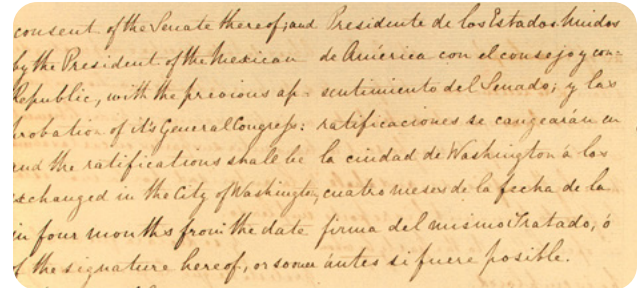 consent of the Senate thereof; and
by the President of the Mexican
Republic, with the previous ap-
probation of its General Congress:
and the ratifications shall be
exchanged in the City of Washington,
in four months from the date
of the signature hereof, or sooner
Presidente de los Estados Unidos
de América con el consejo y con-
sentimiento del Senado; y las
ratificaciones se cangearán en
la ciudad de Washington á los
cuatro meses de la fecha de la
firma del mismo Tratado, ó
ántes si fuere posible.